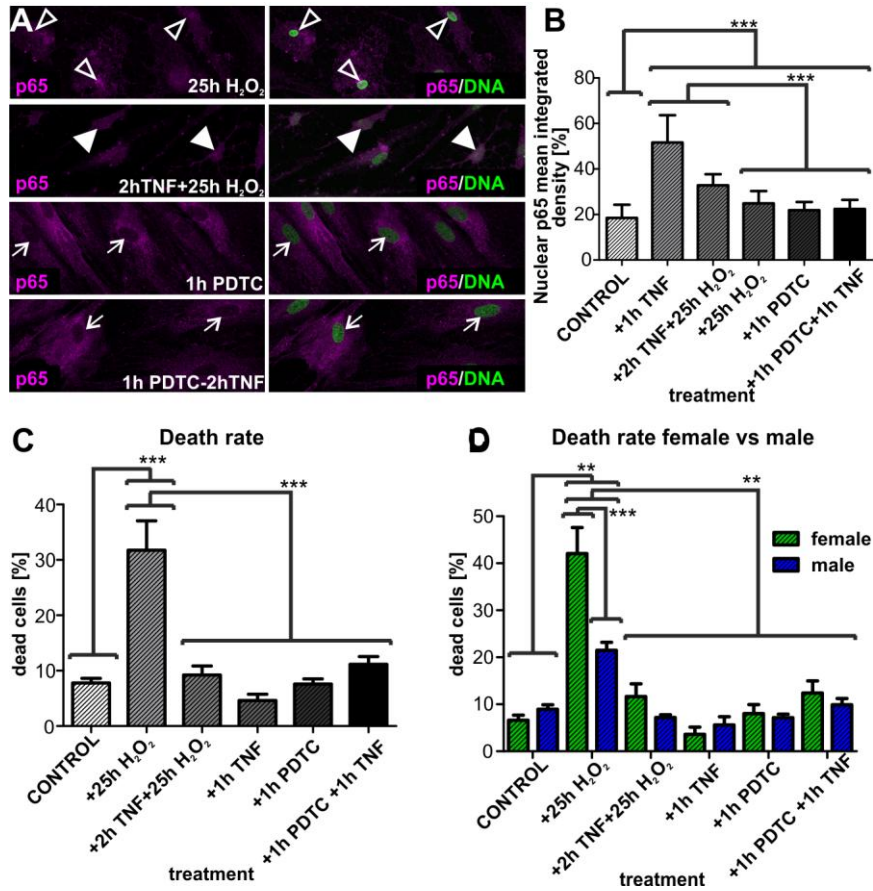 A
p65
25h H₂O₂
p65/DNA
p65
2hTNF+25h H₂O₂
p65/DNA
p65
1h PDTC
p65/DNA
p65
1h PDTC-2hTNF
p65/DNA
B
***
***
Nuclear p65 mean integrated
density [%]
80
60
40
20
0
CONTROL
+1h TNF
+2h TNF+25h H₂O₂
+25h H₂O₂
+1h PDTC
+1h PDTC+1h TNF
treatment
C
Death rate
***
***
dead cells [%]
40
30
20
10
0
CONTROL
+25h H₂O₂
+2h TNF+25h H₂O₂
+1h TNF
+1h PDTC
+1h PDTC +1h TNF
treatment
D
Death rate female vs male
**
**
***
female
male
dead cells [%]
50
40
30
20
10
0
CONTROL
+25h H₂O₂
+2h TNF+25h H₂O₂
+1h TNF
+1h PDTC
+1h PDTC +1h TNF
treatment